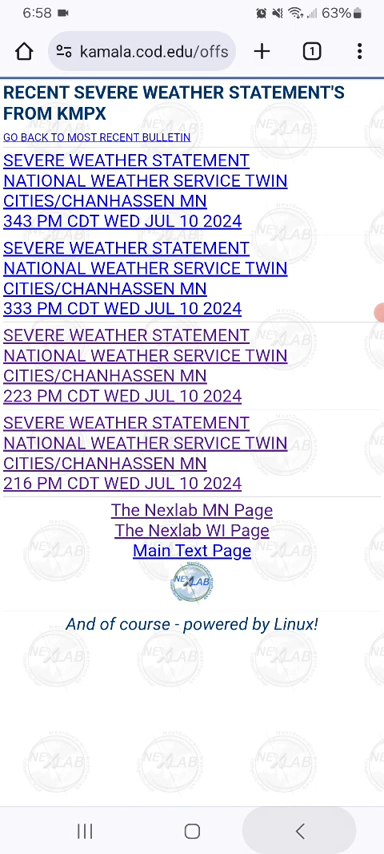 6:58
63%
kamala.cod.edu/offs
1
RECENT SEVERE WEATHER STATEMENT'S
FROM KMPX
GO BACK TO MOST RECENT BULLETIN
SEVERE WEATHER STATEMENT
NATIONAL WEATHER SERVICE TWIN
CITIES/CHANHASSEN MN
343 PM CDT WED JUL 10 2024
SEVERE WEATHER STATEMENT
NATIONAL WEATHER SERVICE TWIN
CITIES/CHANHASSEN MN
333 PM CDT WED JUL 10 2024
SEVERE WEATHER STATEMENT
NATIONAL WEATHER SERVICE TWIN
CITIES/CHANHASSEN MN
223 PM CDT WED JUL 10 2024
SEVERE WEATHER STATEMENT
NATIONAL WEATHER SERVICE TWIN
CITIES/CHANHASSEN MN
216 PM CDT WED JUL 10 2024
The Nexlab MN Page
The Nexlab WI Page
Main Text Page
NEXLAB
And of course - powered by Linux!